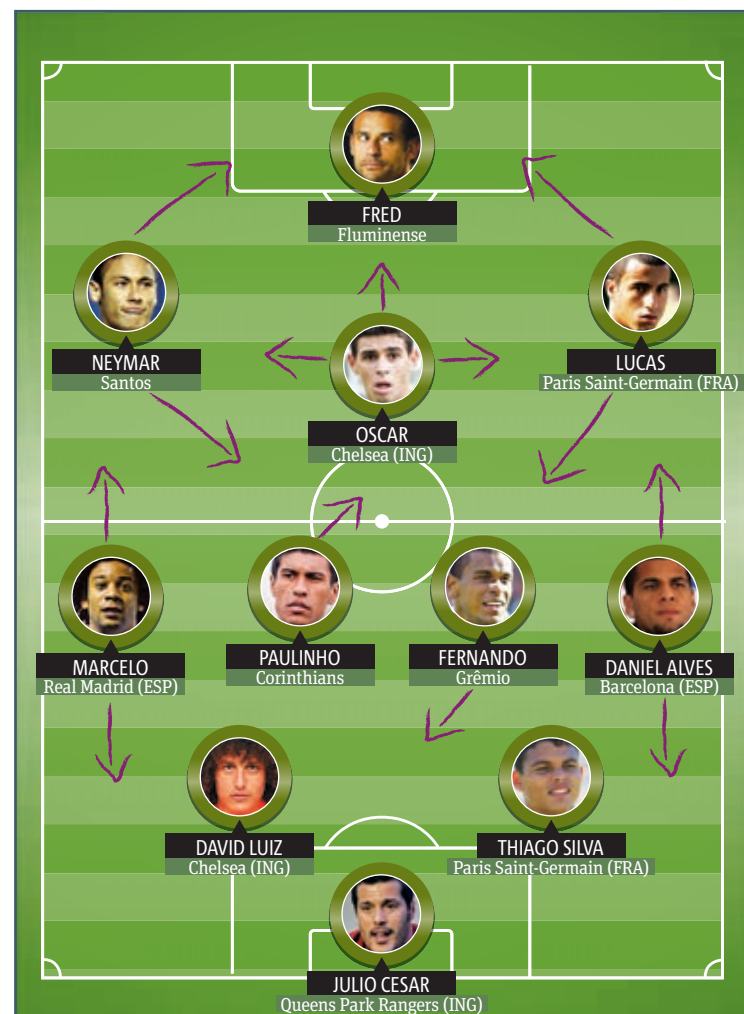 FRED
Fluminense
NEYMAR
Santos
LUCAS
Paris Saint-Germain (FRA)
OSCAR
Chelsea (ING)
MARCELO
Real Madrid (ESP)
PAULINHO
Corinthians
FERNANDO
Grêmio
DANIEL ALVES
Barcelona (ESP)
DAVID LUIZ
Chelsea (ING)
THIAGO SILVA
Paris Saint-Germain (FRA)
JULIO CESAR
Queens Park Rangers (ING)